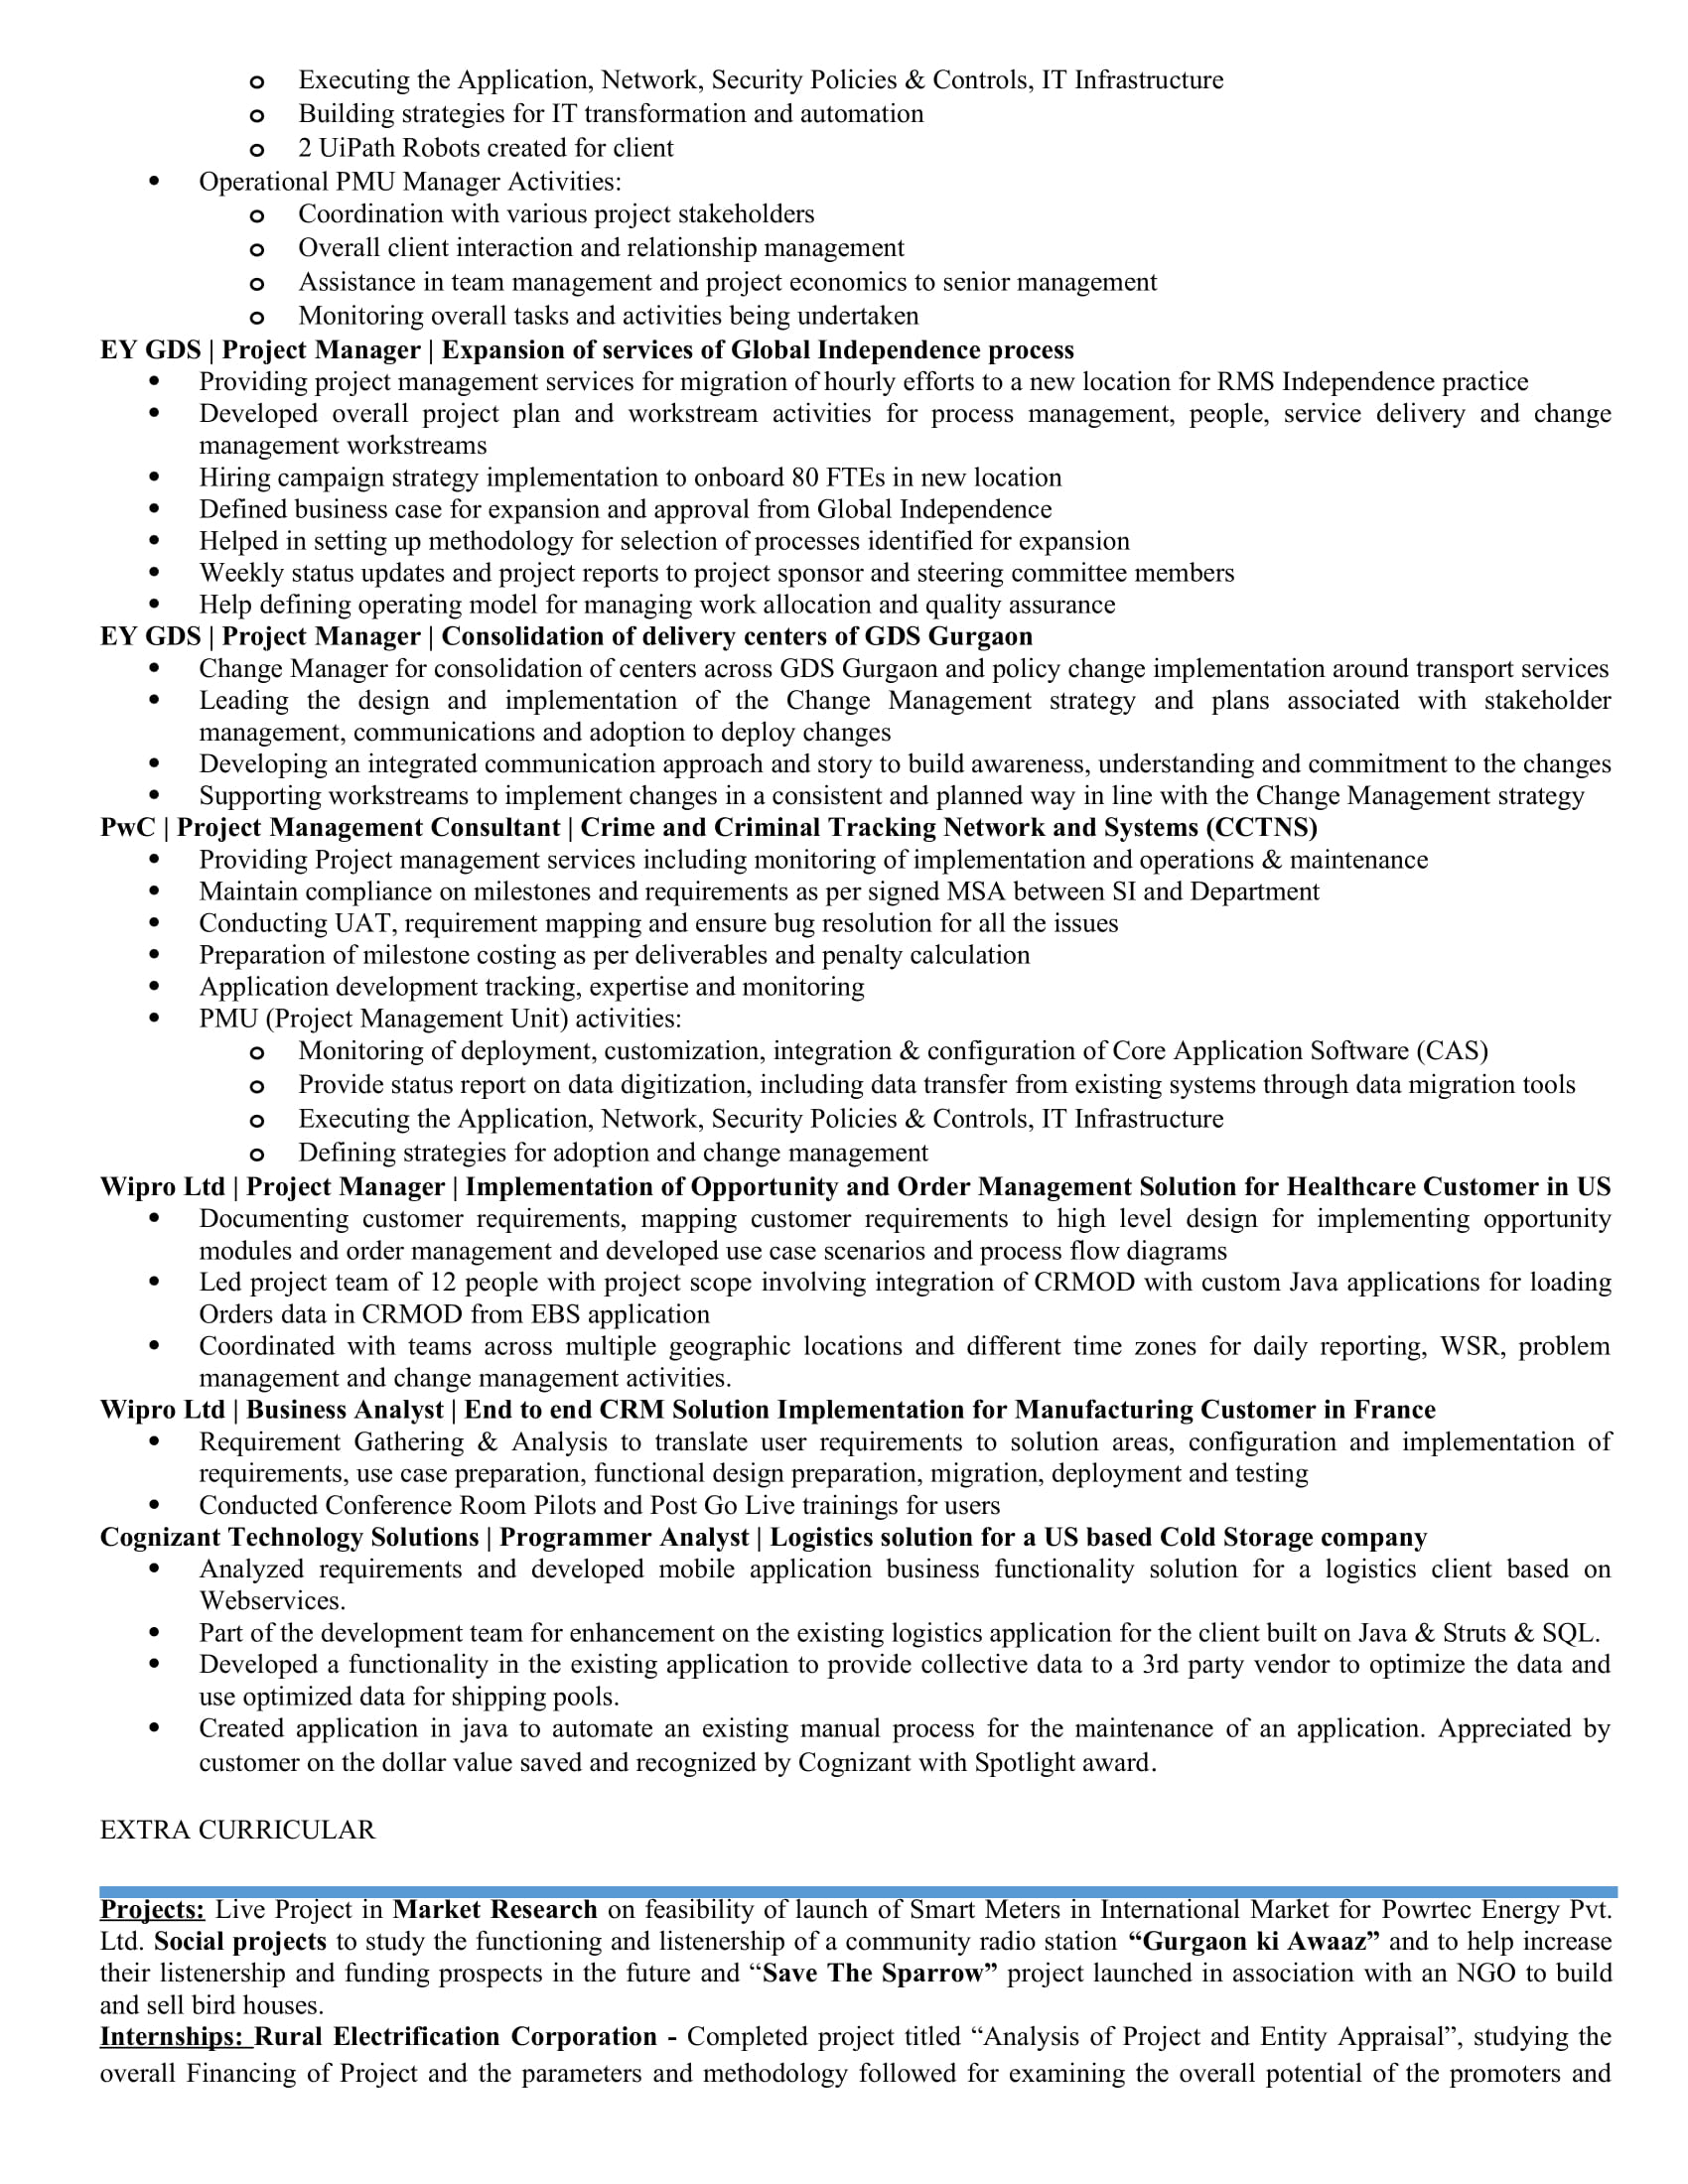 o Executing the Application, Network, Security Policies & Controls, IT Infrastructure
o Building strategies for IT transformation and automation
o 2 UiPath Robots created for client
• Operational PMU Manager Activities:
o Coordination with various project stakeholders
o Overall client interaction and relationship management
o Assistance in team management and project economics to senior management
o Monitoring overall tasks and activities being undertaken
EY GDS | Project Manager | Expansion of services of Global Independence process
• Providing project management services for migration of hourly efforts to a new location for RMS Independence practice
• Developed overall project plan and workstream activities for process management, people, service delivery and change
management workstreams
• Hiring campaign strategy implementation to onboard 80 FTEs in new location
• Defined business case for expansion and approval from Global Independence
• Helped in setting up methodology for selection of processes identified for expansion
• Weekly status updates and project reports to project sponsor and steering committee members
• Help defining operating model for managing work allocation and quality assurance
EY GDS | Project Manager | Consolidation of delivery centers of GDS Gurgaon
• Change Manager for consolidation of centers across GDS Gurgaon and policy change implementation around transport services
• Leading the design and implementation of the Change Management strategy and plans associated with stakeholder
management, communications and adoption to deploy changes
• Developing an integrated communication approach and story to build awareness, understanding and commitment to the changes
• Supporting workstreams to implement changes in a consistent and planned way in line with the Change Management strategy
PwC | Project Management Consultant | Crime and Criminal Tracking Network and Systems (CCTNS)
• Providing Project management services including monitoring of implementation and operations & maintenance
• Maintain compliance on milestones and requirements as per signed MSA between SI and Department
• Conducting UAT, requirement mapping and ensure bug resolution for all the issues
• Preparation of milestone costing as per deliverables and penalty calculation
• Application development tracking, expertise and monitoring
• PMU (Project Management Unit) activities:
o Monitoring of deployment, customization, integration & configuration of Core Application Software (CAS)
o Provide status report on data digitization, including data transfer from existing systems through data migration tools
o Executing the Application, Network, Security Policies & Controls, IT Infrastructure
o Defining strategies for adoption and change management
Wipro Ltd | Project Manager | Implementation of Opportunity and Order Management Solution for Healthcare Customer in US
• Documenting customer requirements, mapping customer requirements to high level design for implementing opportunity
modules and order management and developed use case scenarios and process flow diagrams
• Led project team of 12 people with project scope involving integration of CRMOD with custom Java applications for loading
Orders data in CRMOD from EBS application
• Coordinated with teams across multiple geographic locations and different time zones for daily reporting, WSR, problem
management and change management activities.
Wipro Ltd | Business Analyst | End to end CRM Solution Implementation for Manufacturing Customer in France
• Requirement Gathering & Analysis to translate user requirements to solution areas, configuration and implementation of
requirements, use case preparation, functional design preparation, migration, deployment and testing
• Conducted Conference Room Pilots and Post Go Live trainings for users
Cognizant Technology Solutions | Programmer Analyst | Logistics solution for a US based Cold Storage company
• Analyzed requirements and developed mobile application business functionality solution for a logistics client based on
Webservices.
• Part of the development team for enhancement on the existing logistics application for the client built on Java & Struts & SQL.
• Developed a functionality in the existing application to provide collective data to a 3rd party vendor to optimize the data and
use optimized data for shipping pools.
• Created application in java to automate an existing manual process for the maintenance of an application. Appreciated by
customer on the dollar value saved and recognized by Cognizant with Spotlight award.
EXTRA CURRICULAR
Projects: Live Project in Market Research on feasibility of launch of Smart Meters in International Market for Powrtec Energy Pvt.
Ltd. Social projects to study the functioning and listenership of a community radio station “Gurgaon ki Awaaz” and to help increase
their listenership and funding prospects in the future and “Save The Sparrow” project launched in association with an NGO to build
and sell bird houses.
Internships: Rural Electrification Corporation - Completed project titled “Analysis of Project and Entity Appraisal”, studying the
overall Financing of Project and the parameters and methodology followed for examining the overall potential of the promoters and